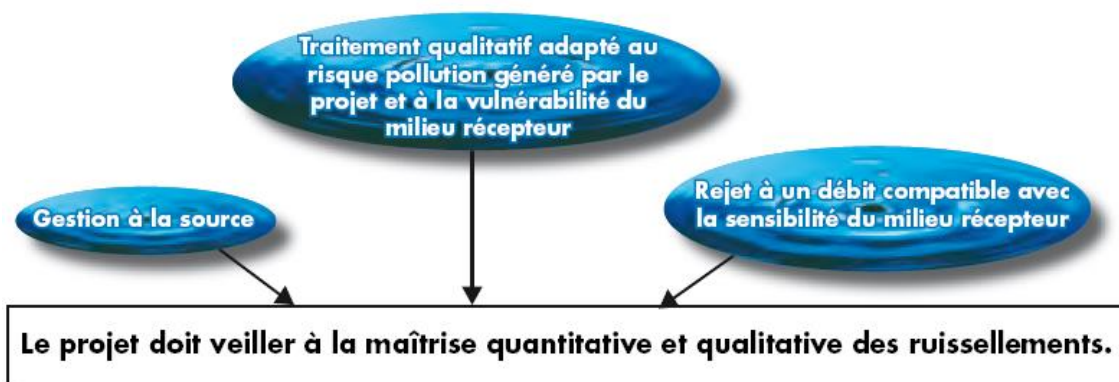 Traitement qualitatif adapté au
risque pollution généré par le
projet et à la vulnérabilité du
milieu récepteur
Gestion à la source
Rejet à un débit compatible avec
la sensibilité du milieu récepteur
Le projet doit veiller à la maîtrise quantitative et qualitative des ruissellements.